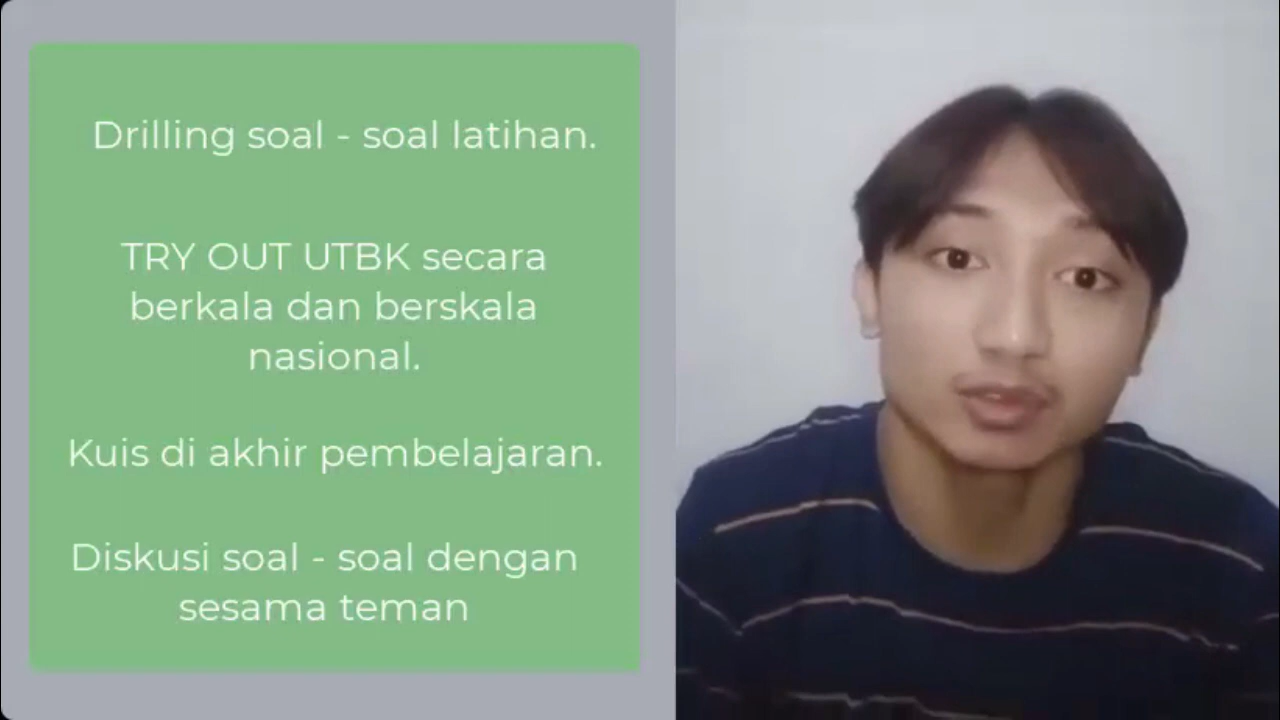 Drilling soal - soal latihan.
TRY OUT UTBK secara
berkala dan berskala
nasional.
Kuis di akhir pembelajaran.
Diskusi soal - soal dengan
sesama teman